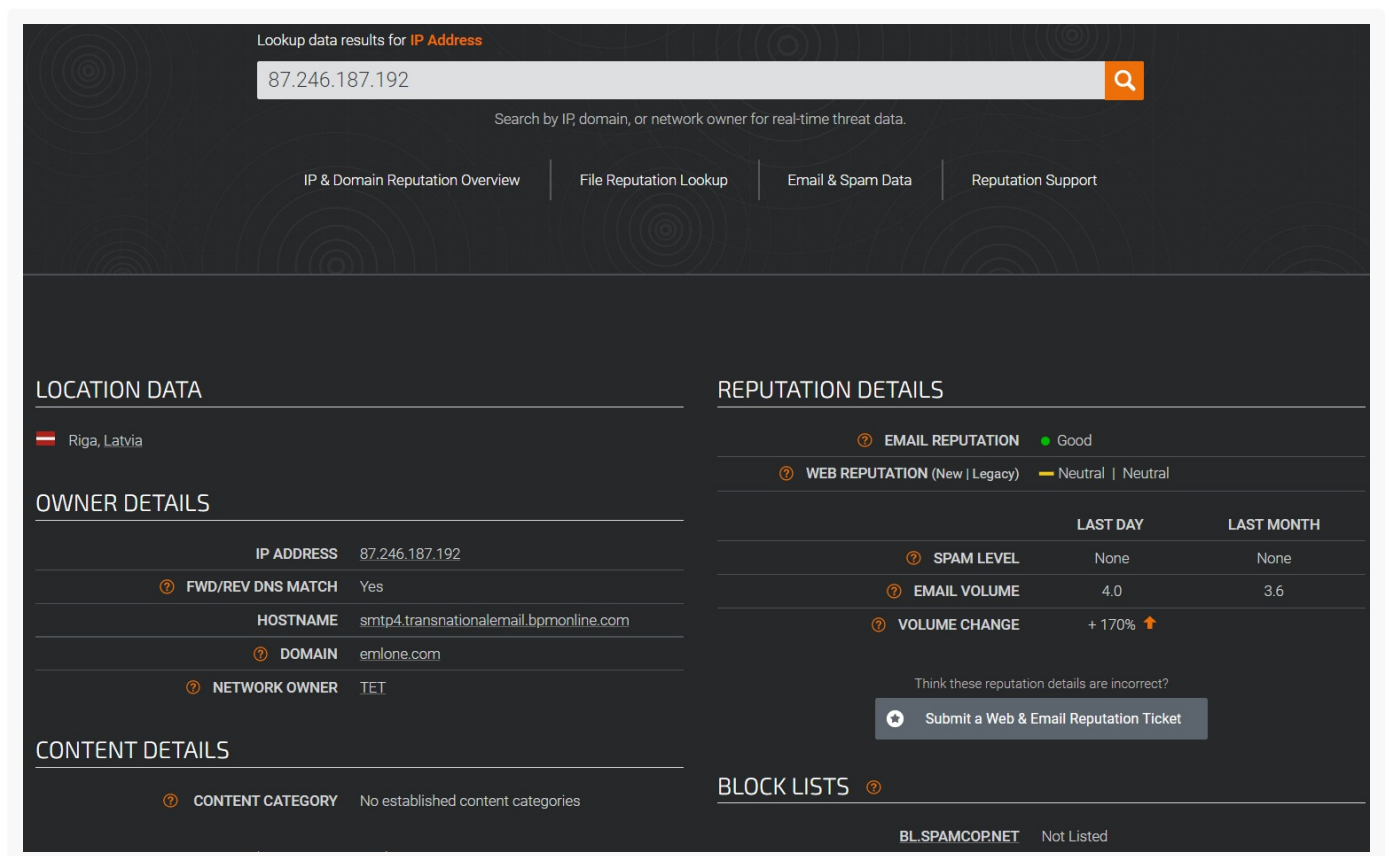 Lookup data results for IP Address
87.246.187.192
Search by IP, domain, or network owner for real-time threat data.
IP & Domain Reputation Overview
File Reputation Lookup
Email & Spam Data
Reputation Support
LOCATION DATA
Riga, Latvia
OWNER DETAILS
IP ADDRESS 87.246.187.192
FWD/REV DNS MATCH Yes
HOSTNAME smtp4.transnationalemail.bpmonline.com
DOMAIN emlone.com
NETWORK OWNER TET
CONTENT DETAILS
CONTENT CATEGORY No established content categories
REPUTATION DETAILS
EMAIL REPUTATION Good
WEB REPUTATION (New | Legacy) Neutral | Neutral
LAST DAY LAST MONTH
SPAM LEVEL None None
EMAIL VOLUME 4.0 3.6
VOLUME CHANGE + 170%
Think these reputation details are incorrect?
Submit a Web & Email Reputation Ticket
BLOCK LISTS
BL.SPAMCOP.NET Not Listed